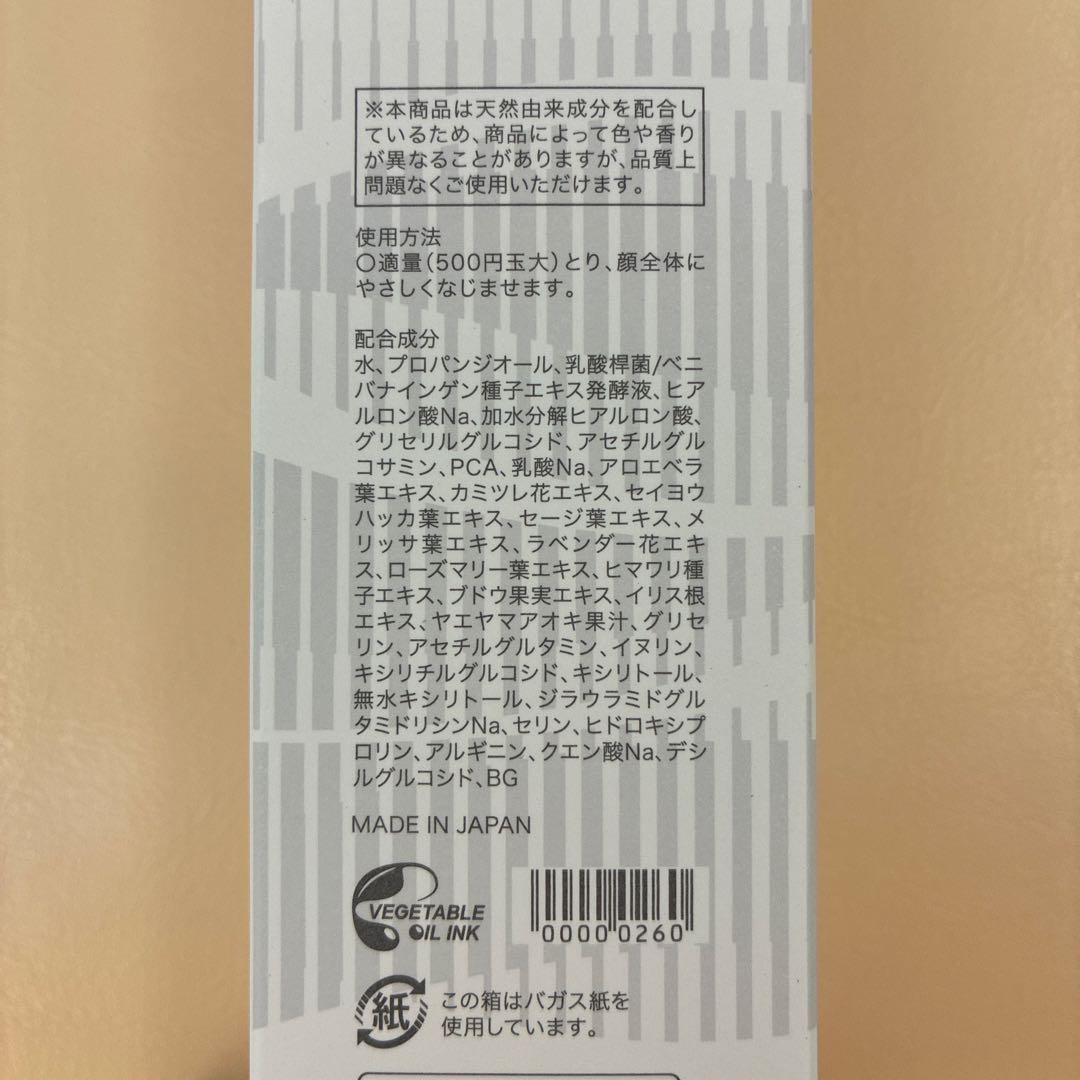 ※本商品は天然由来成分を配合し
ているため、商品によって色や香り
が異なることがありますが、品質上
問題なくご使用いただけます。
使用方法
〇適量(500円玉大)とり、顔全体に
やさしくなじませます。
配合成分
水、プロパンジオール、乳酸桿菌/ベニ
バナインゲン種子エキス発酵液、ヒア
ルロン酸Na、加水分解ヒアルロン酸、
グリセリルグルコシド、アセチルグル
コサミン、PCA、乳酸Na、アロエベラ
葉エキス、カミツレ花エキス、セイヨウ
ハッカ葉エキス、セージ葉エキス、メ
リッサ葉エキス、ラベンダー花エキ
ス、ローズマリー葉エキス、ヒマワリ種
子エキス、ブドウ果実エキス、イリス根
エキス、ヤエヤマアオキ果汁、グリセ
リン、アセチルグルタミン、イヌリン、
キシリチルグルコシド、キシリトール、
無水キシリトール、ジラウラミドグル
タミドリシンNa、セリン、ヒドロキシプ
ロリン、アルギニン、クエン酸Na、デシ
ルグルコシド、BG
MADE IN JAPAN
VEGETABLE
OIL INK
0000 0260
紙
この箱はバガス紙を
使用しています。